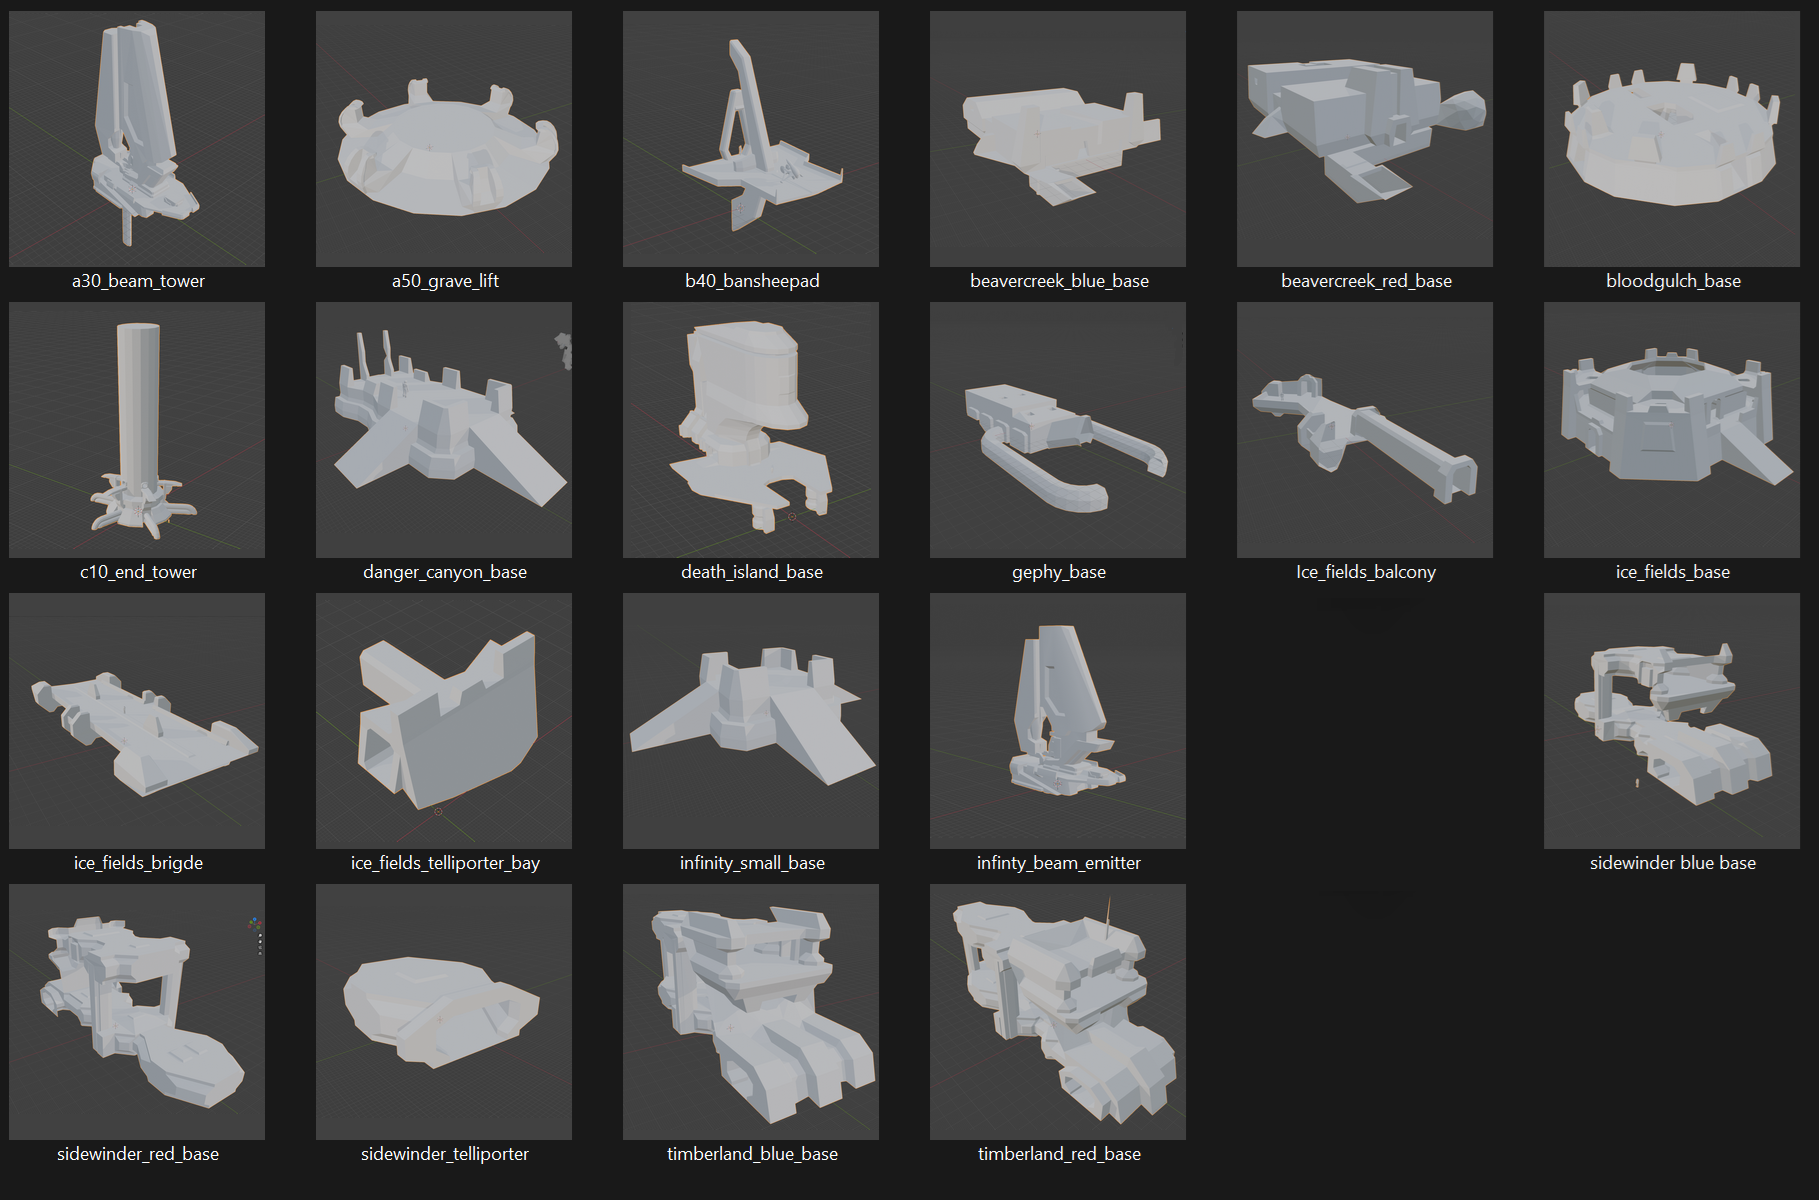 a30_beam_tower
a50_grave_lift
b40_bansheepad
beavercreek_blue_base
beavercreek_red_base
bloodgulch_base
c10_end_tower
danger_canyon_base
death_island_base
gephy_base
Ice_fields_balcony
ice_fields_base
ice_fields_brigde
ice_fields_telliporter_bay
infinity_small_base
infinty_beam_emitter
sidewinder blue base
sidewinder_red_base
sidewinder_telliporter
timberland_blue_base
timberland_red_base